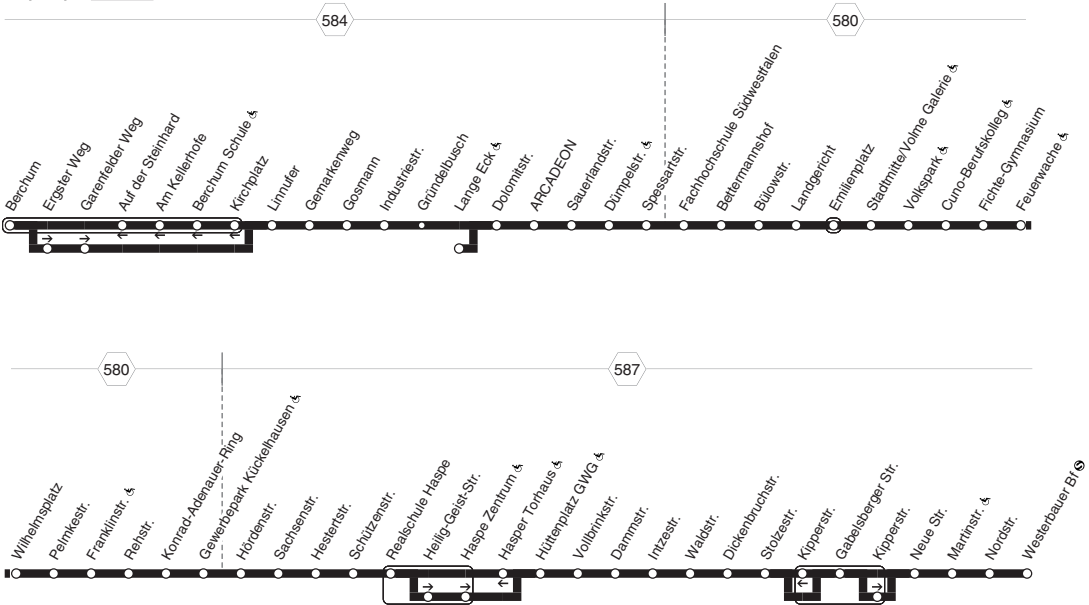 584
580
Berchum
Ergster Weg
Garenfelder Weg
Auf der Steinhard
Am Kellerhofe
Berchum Schule
Kirchplatz
Linnufer
Gemarkenweg
Gosmann
Industriestr.
Gründelbusch
Lange Eck
Dolomitstr.
ARCADEON
Sauerlandstr.
Dümpelstr.
Spessartstr.
Fachhochschule Südwestfalen
Bettermannshof
Bülowstr.
Landgericht
Emilienplatz
Stadtmitte/Volme Galerie
Volkspark
Cuno-Berufskolleg
Fichte-Gymnasium
Feuerwache
580
587
Wilhelmsplatz
Pelmkestr.
Franklinstr.
Rehstr.
Konrad-Adenauer-Ring
Gewerbepark Kückelhausen
Hördenstr.
Sachsenstr.
Hestertstr.
Schützenstr.
Realschule Haspe
Heilig-Geist-Str.
Haspe Zentrum
Hasper Torhaus
Hüttenplatz GWG
Vollbrinkstr.
Dammstr.
Intzestr.
Waldstr.
Dickenbruchstr.
Stolzestr.
Kipperstr.
Gabelsberger Str.
Kipperstr.
Neue Str.
Martinstr.
Nordstr.
Westerbauer Bf S